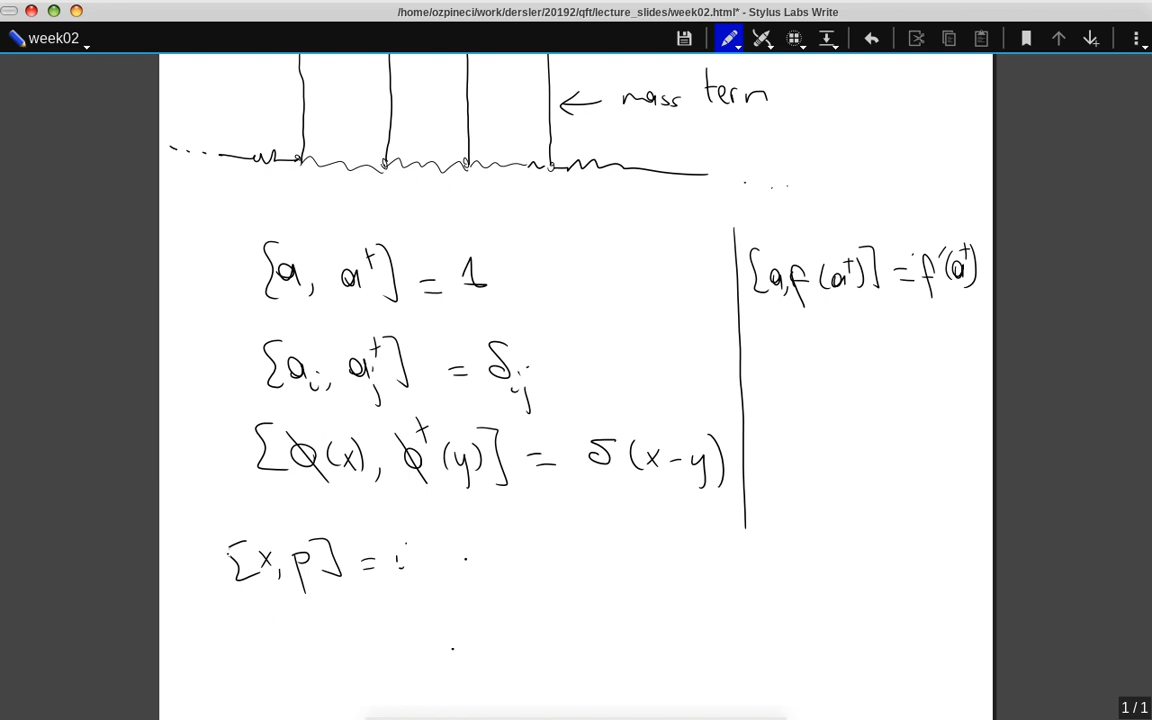 /home/ozpineci/work/dersler/20192/qft/lecture_slides/week02.html* - Stylus Labs Write
week02
← mass term
[a, a†] = 1
[a, f(a†)] = f'(a†)
[aᵢ, aⱼ†] = δᵢⱼ
[ϕ(x), ϕ†(y)] = δ(x-y)
[x, p] = i
1 / 1